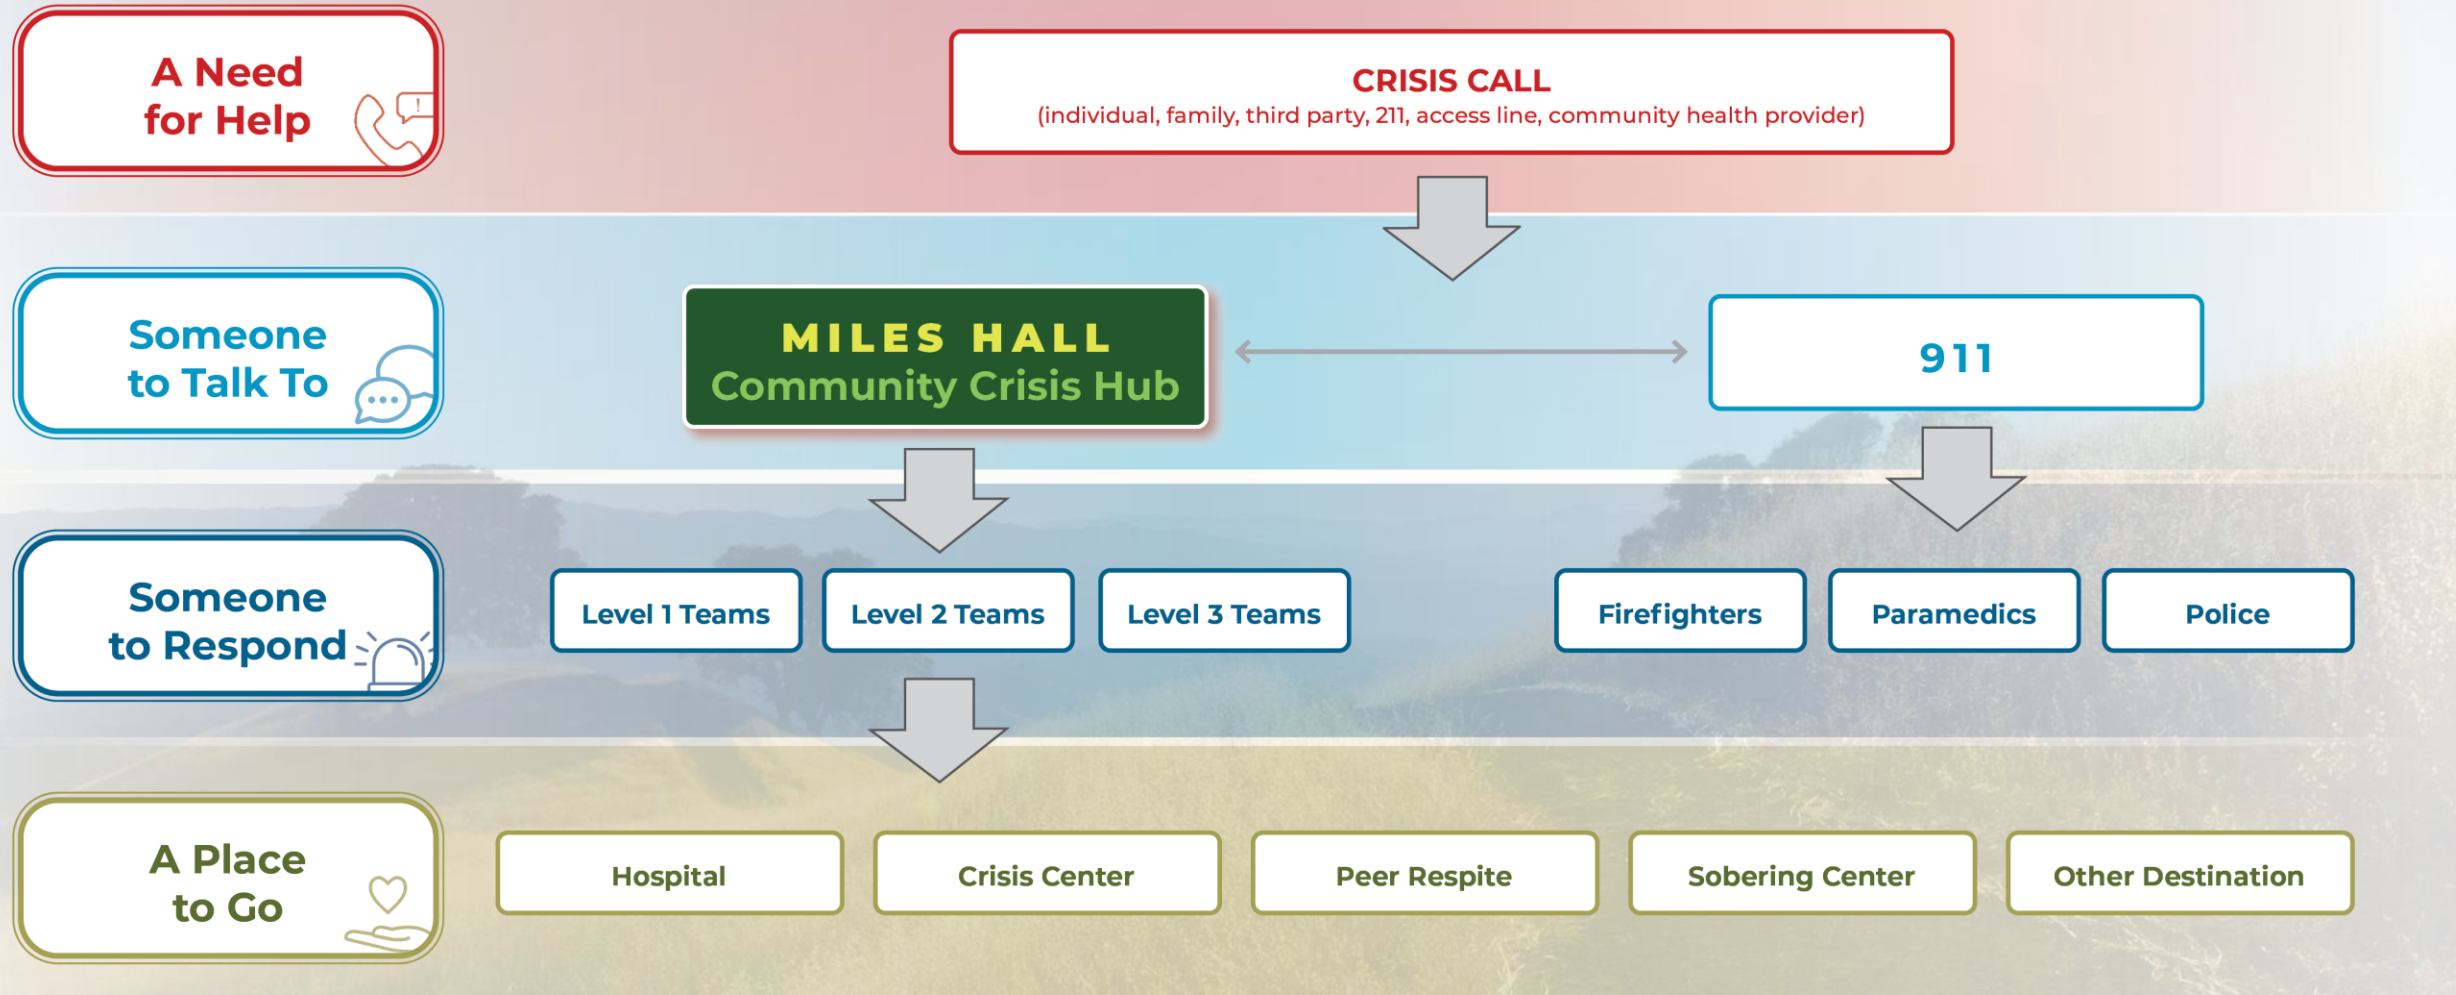 A Need
for Help
CRISIS CALL
(individual, family, third party, 211, access line, community health provider)
Someone
to Talk To
MILES HALL
Community Crisis Hub
911
Someone
to Respond
Level 1 Teams
Level 2 Teams
Level 3 Teams
Firefighters
Paramedics
Police
A Place
to Go
Hospital
Crisis Center
Peer Respite
Sobering Center
Other Destination